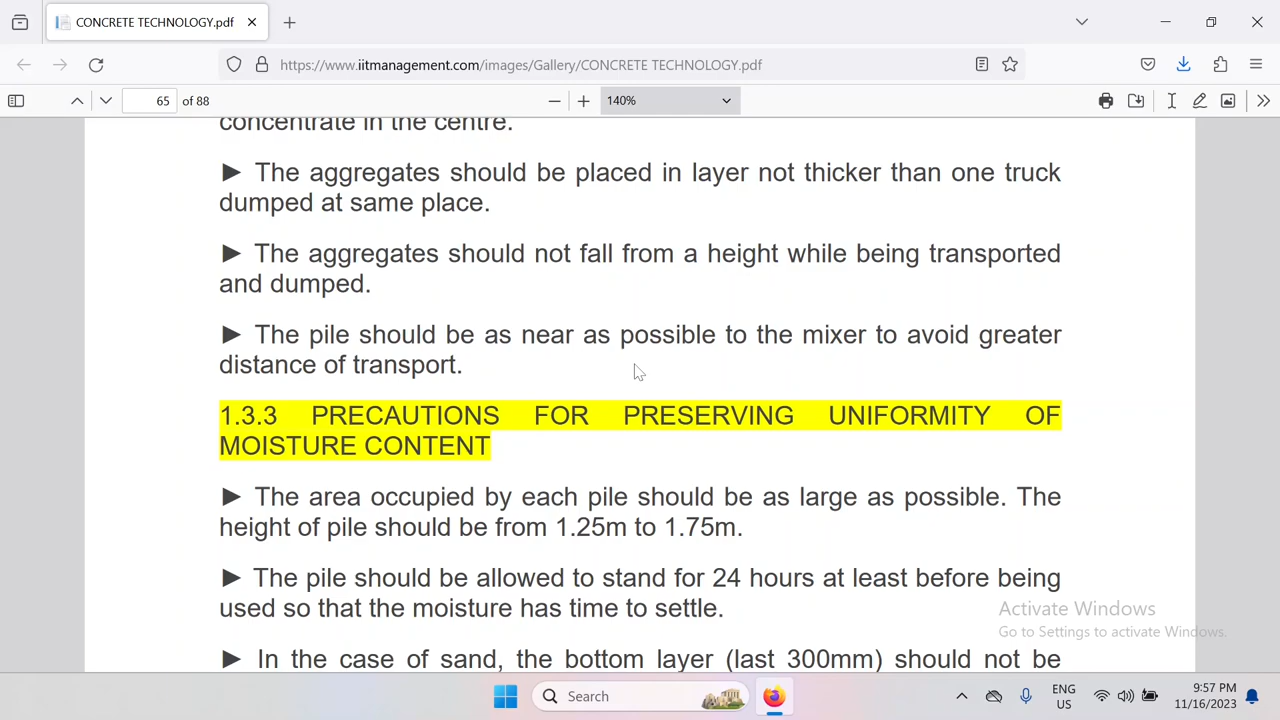 CONCRETE TECHNOLOGY.pdf
https://www.iitmanagement.com/images/Gallery/CONCRETE TECHNOLOGY.pdf
65 of 88
140%
concentrate in the centre.
► The aggregates should be placed in layer not thicker than one truck
dumped at same place.
► The aggregates should not fall from a height while being transported
and dumped.
► The pile should be as near as possible to the mixer to avoid greater
distance of transport.
1.3.3 PRECAUTIONS FOR PRESERVING UNIFORMITY OF
MOISTURE CONTENT
► The area occupied by each pile should be as large as possible. The
height of pile should be from 1.25m to 1.75m.
► The pile should be allowed to stand for 24 hours at least before being
used so that the moisture has time to settle.
Activate Windows
Go to Settings to activate Windows.
► In the case of sand, the bottom layer (last 300mm) should not be
Search
ENG
US
9:57 PM
11/16/2023